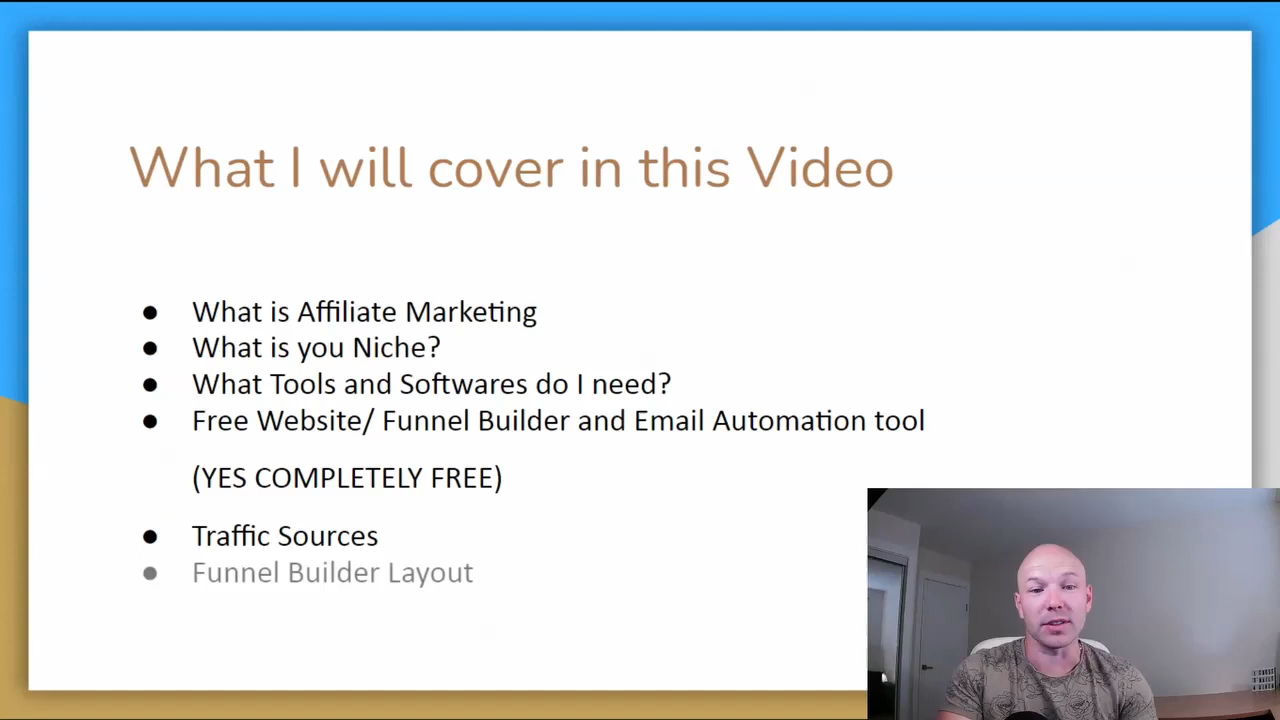 What I will cover in this Video
● What is Affiliate Marketing
● What is you Niche?
● What Tools and Softwares do I need?
● Free Website/ Funnel Builder and Email Automation tool
(YES COMPLETELY FREE)
● Traffic Sources
● Funnel Builder Layout